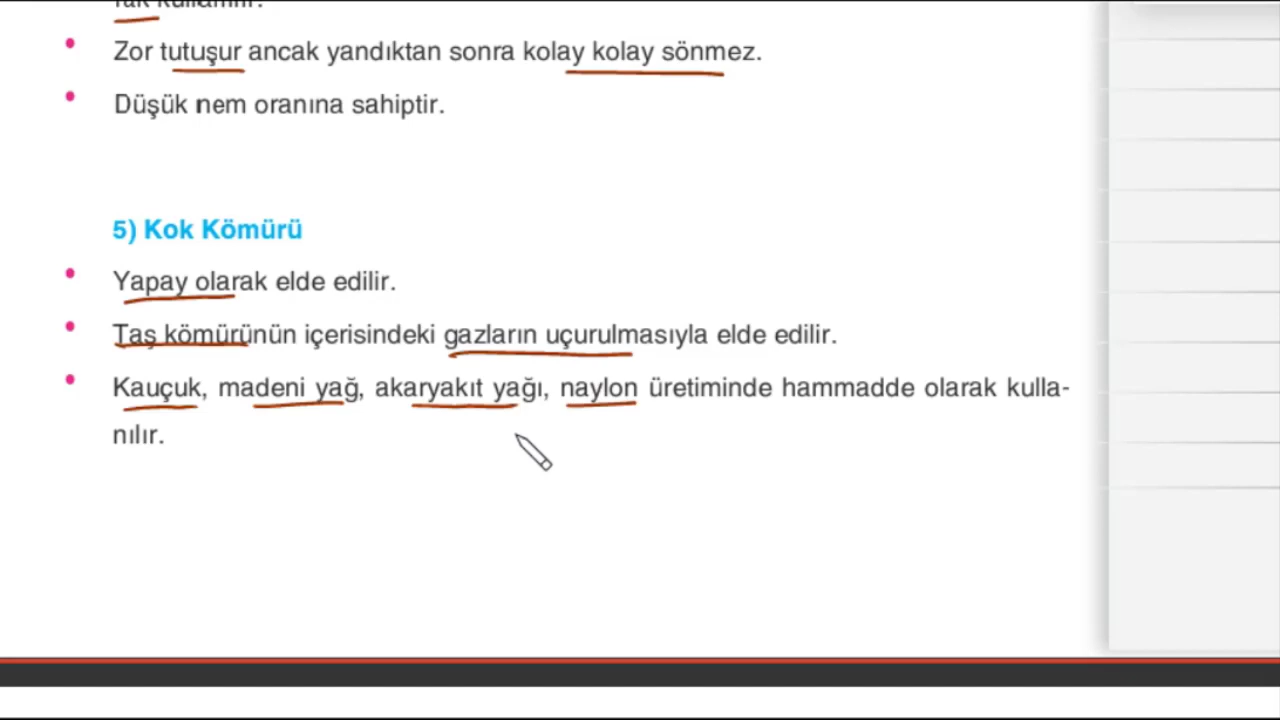 Zor tutuşur ancak yandıktan sonra kolay kolay sönmez.
Düşük nem oranına sahiptir.
5) Kok Kömürü
Yapay olarak elde edilir.
Taş kömürünün içerisindeki gazların uçurulmasıyla elde edilir.
Kauçuk, madeni yağ, akaryakıt yağı, naylon üretiminde hammadde olarak kulla-
nılır.